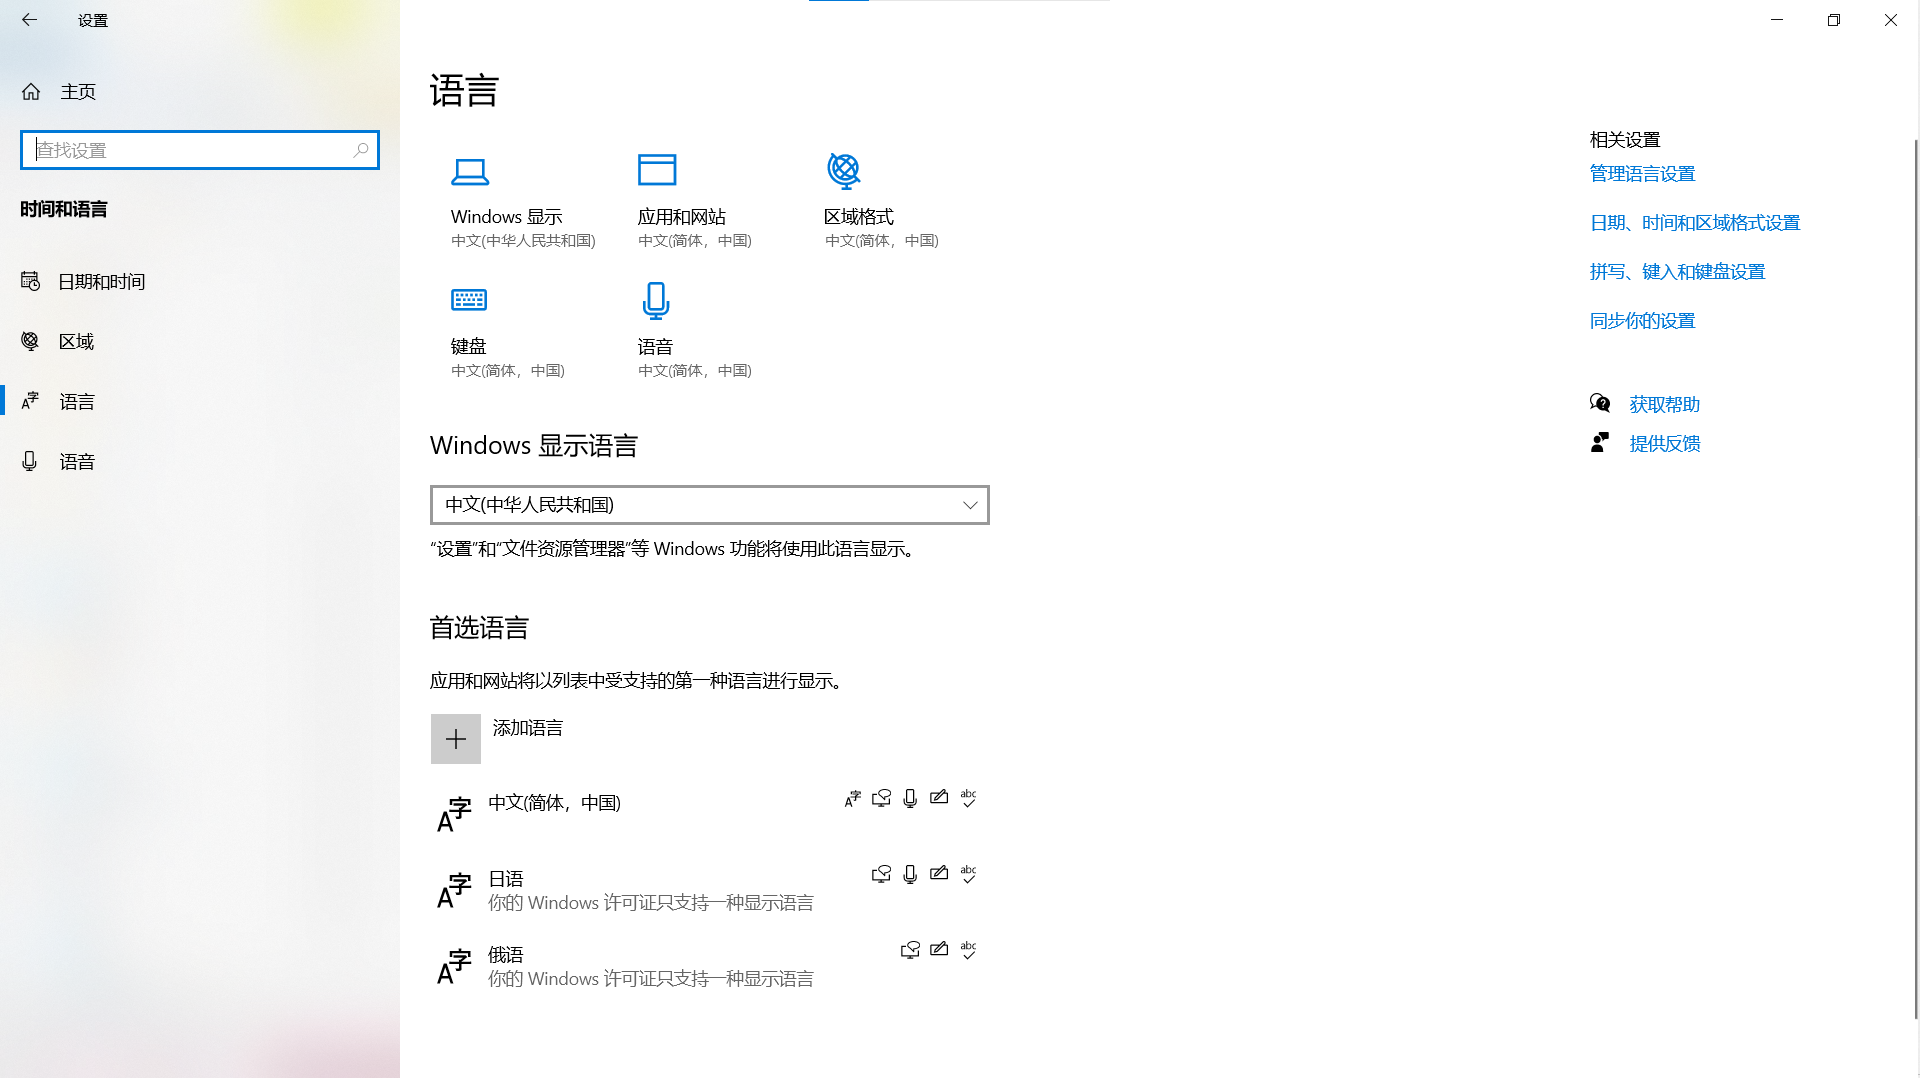 设置
主页
查找设置
时间和语言
日期和时间
区域
语言
语音
语言
Windows 显示
中文(中华人民共和国)
应用和网站
中文(简体，中国)
区域格式
中文(简体，中国)
键盘
中文(简体，中国)
语音
中文(简体，中国)
Windows 显示语言
中文(中华人民共和国)
“设置”和“文件资源管理器”等 Windows 功能将使用此语言显示。
首选语言
应用和网站将以列表中受支持的第一种语言进行显示。
添加语言
中文(简体，中国)
日语
你的 Windows 许可证只支持一种显示语言
俄语
你的 Windows 许可证只支持一种显示语言
相关设置
管理语言设置
日期、时间和区域格式设置
拼写、键入和键盘设置
同步你的设置
获取帮助
提供反馈